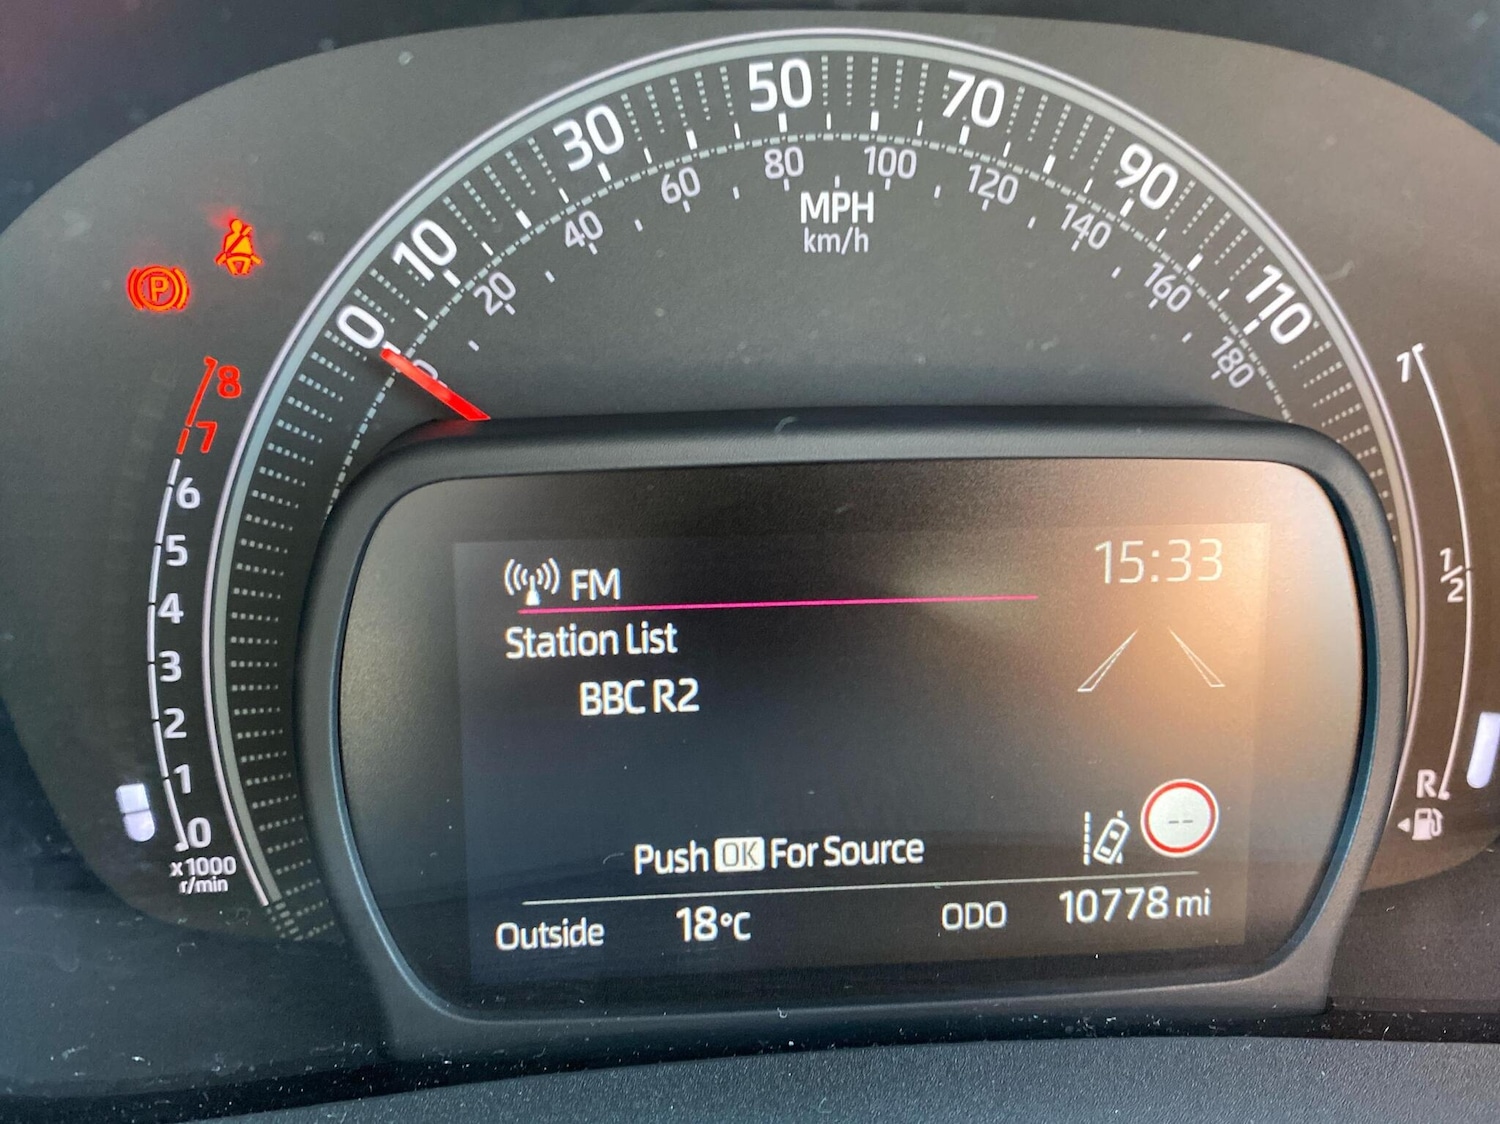 10 30 50 70 90 110
0 20 40 60 80 100 120 140 160 180
MPH
km/h
P
8
7
6
5
4
3
2
1
0
x1000
r/min
1
1/2
R
FM
15:33
Station List
BBC R2
--
Push OK For Source
Outside 18°C ODO 10778 mi